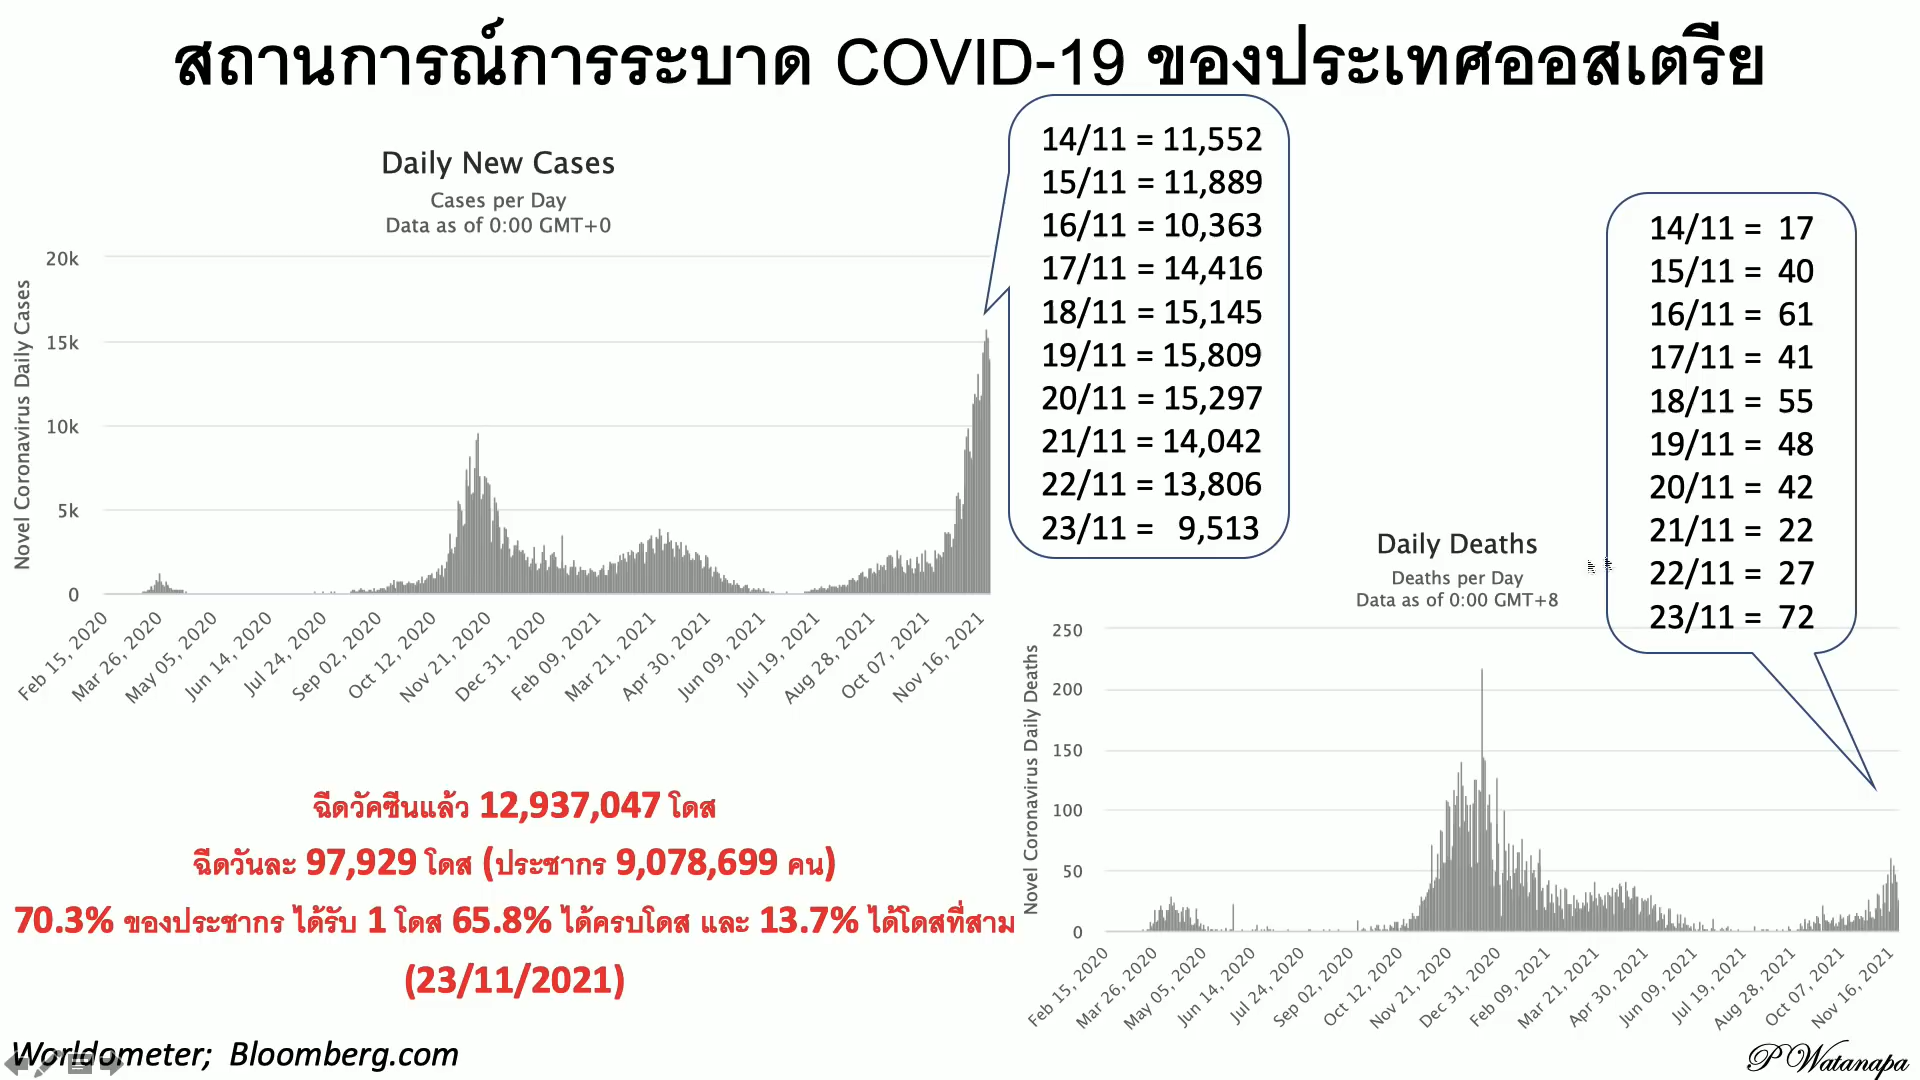 สถานการณ์การระบาด COVID-19 ของประเทศออสเตรีย
Daily New Cases
Cases per Day
Data as of 0:00 GMT+0
Novel Coronavirus Daily Cases
20k
15k
10k
5k
0
Feb 15, 2020
Mar 26, 2020
May 05, 2020
Jun 14, 2020
Jul 24, 2020
Sep 02, 2020
Oct 12, 2020
Nov 21, 2020
Dec 31, 2020
Feb 09, 2021
Mar 21, 2021
Apr 30, 2021
Jun 09, 2021
Jul 19, 2021
Aug 28, 2021
Oct 07, 2021
Nov 16, 2021
14/11 = 11,552
15/11 = 11,889
16/11 = 10,363
17/11 = 14,416
18/11 = 15,145
19/11 = 15,809
20/11 = 15,297
21/11 = 14,042
22/11 = 13,806
23/11 = 9,513
14/11 = 17
15/11 = 40
16/11 = 61
17/11 = 41
18/11 = 55
19/11 = 48
20/11 = 42
21/11 = 22
22/11 = 27
23/11 = 72
Daily Deaths
Deaths per Day
Data as of 0:00 GMT+8
Novel Coronavirus Daily Deaths
250
200
150
100
50
0
Feb 15, 2020
Mar 26, 2020
May 05, 2020
Jun 14, 2020
Jul 24, 2020
Sep 02, 2020
Oct 12, 2020
Nov 21, 2020
Dec 31, 2020
Feb 09, 2021
Mar 21, 2021
Apr 30, 2021
Jun 09, 2021
Jul 19, 2021
Aug 28, 2021
Oct 07, 2021
Nov 16, 2021
ฉีดวัคซีนแล้ว 12,937,047 โดส
ฉีดวันละ 97,929 โดส (ประชากร 9,078,699 คน)
70.3% ของประชากร ได้รับ 1 โดส 65.8% ได้ครบโดส และ 13.7% ได้โดสที่สาม
(23/11/2021)
Worldometer; Bloomberg.com
P Watanapa